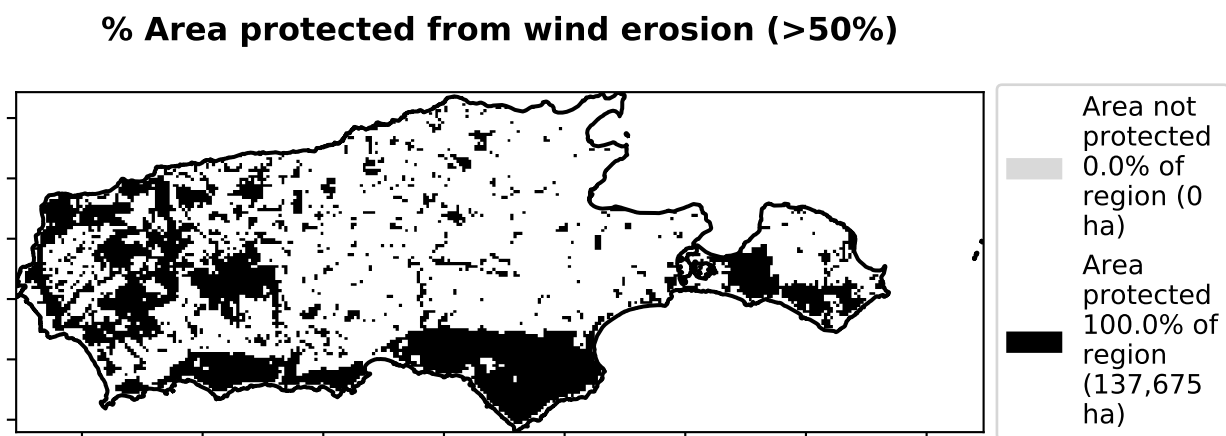 % Area protected from wind erosion (>50%)
Area not
protected
0.0% of
region (0
ha)
Area
protected
100.0% of
region
(137,675
ha)